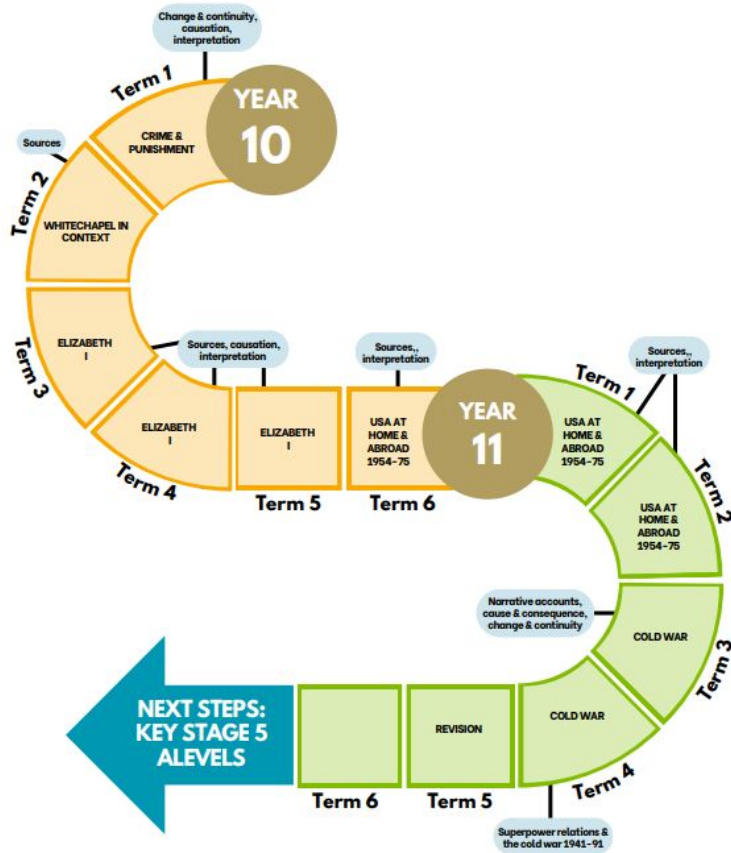 Change & continuity,
causation,
interpretation
Term 1
YEAR
10
CRIME &
PUNISHMENT
Sources
Term 2
WHITECHAPEL IN
CONTEXT
Term 3
ELIZABETH
I
Sources, causation,
interpretation
Term 4
ELIZABETH
I
ELIZABETH
I
Term 5
Sources,,
interpretation
USA AT
HOME &
ABROAD
1954-75
Term 6
YEAR
11
Sources,,
interpretation
Term 1
USA AT
HOME &
ABROAD
1954-75
Term 2
USA AT
HOME &
ABROAD
1954-75
Narrative accounts,
cause & consequence,
change & continuity
COLD WAR
Term 3
COLD WAR
Term 4
Superpower relations &
the cold war 1941-91
REVISION
Term 5
Term 6
NEXT STEPS:
KEY STAGE 5
ALEVELS